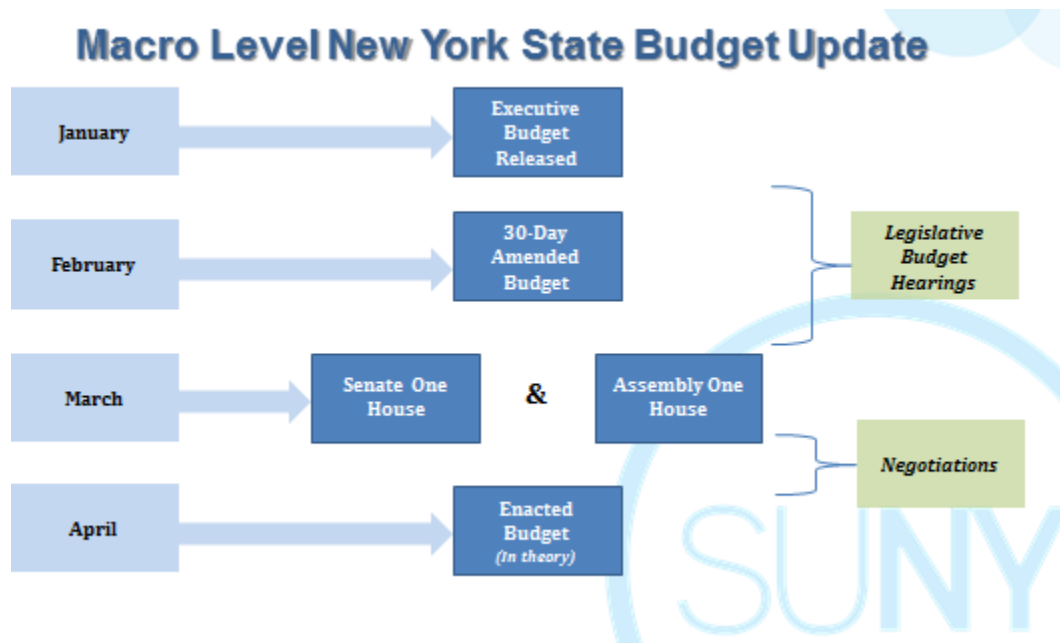 Macro Level New York State Budget Update
January
Executive
Budget
Released
February
30-Day
Amended
Budget
Legislative
Budget
Hearings
March
Senate One
House
&
Assembly One
House
Negotiations
April
Enacted
Budget
(In theory)
SUNY